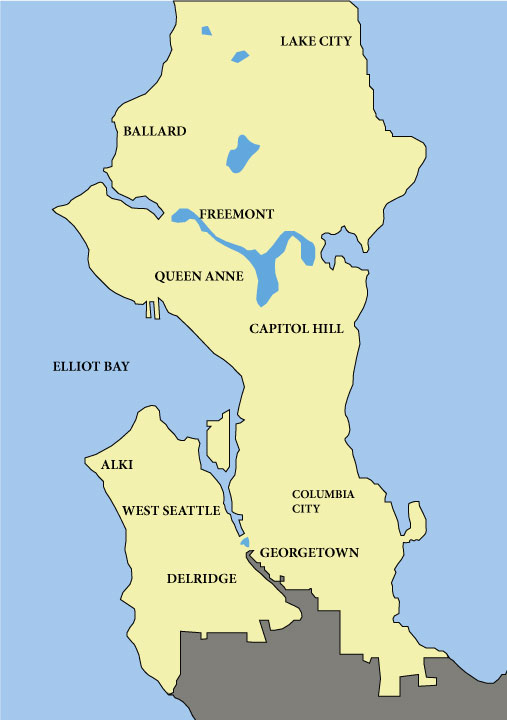 LAKE CITY
BALLARD
FREEMONT
QUEEN ANNE
CAPITOL HILL
ELLIOT BAY
ALKI
COLUMBIA
CITY
WEST SEATTLE
GEORGETOWN
DELRIDGE